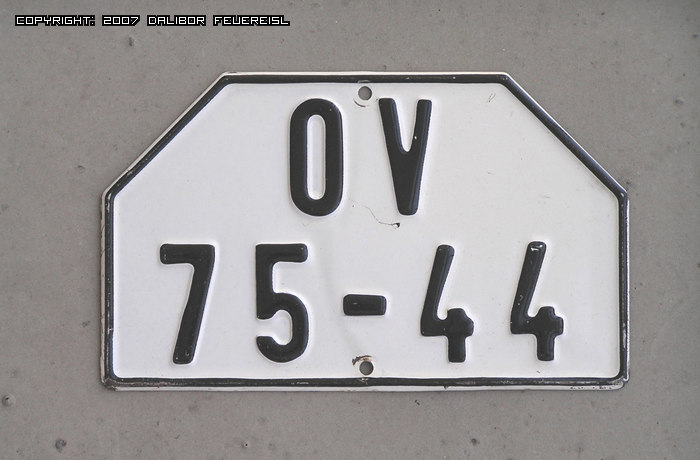 COPYRIGHT: 2007 DALIBOR FEUEREISL
OV
75-44